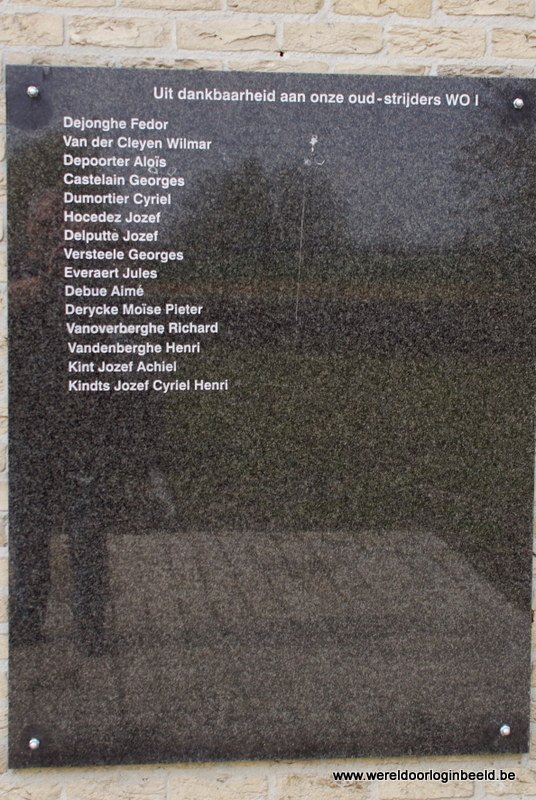 Uit dankbaarheid aan onze oud-strijders WO I
Dejonghe Fedor
Van der Cleyen Wilmar
Depoorter Aloïs
Castelain Georges
Dumortier Cyriel
Hocedez Jozef
Delputte Jozef
Versteele Georges
Everaert Jules
Debue Aimé
Derycke Moïse Pieter
Vanoverberghe Richard
Vandenberghe Henri
Kint Jozef Achiel
Kindts Jozef Cyriel Henri
www.wereldoorloginbeeld.be